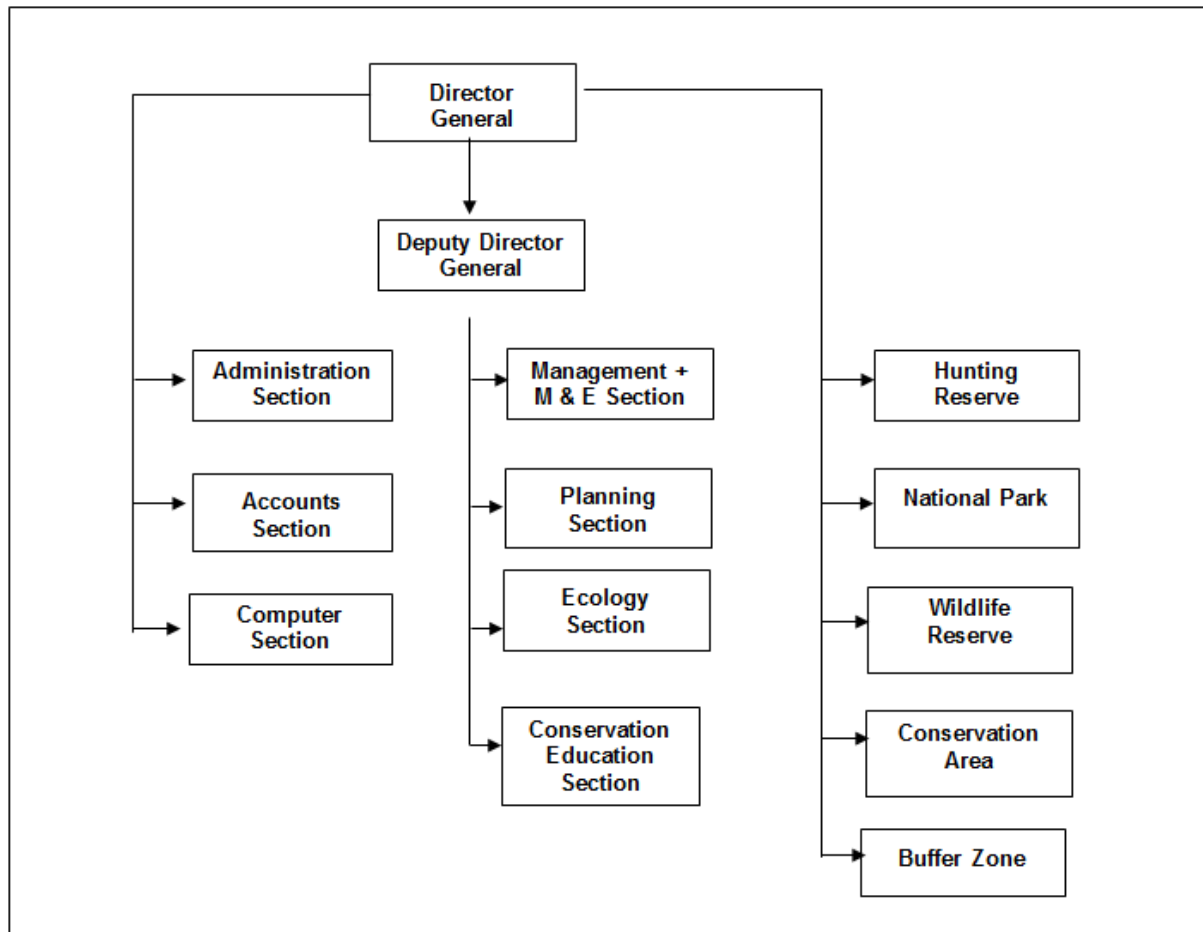 Director
General
Deputy Director
General
Administration
Section
Accounts
Section
Computer
Section
Management +
M & E Section
Planning
Section
Ecology
Section
Conservation
Education
Section
Hunting
Reserve
National Park
Wildlife
Reserve
Conservation
Area
Buffer Zone